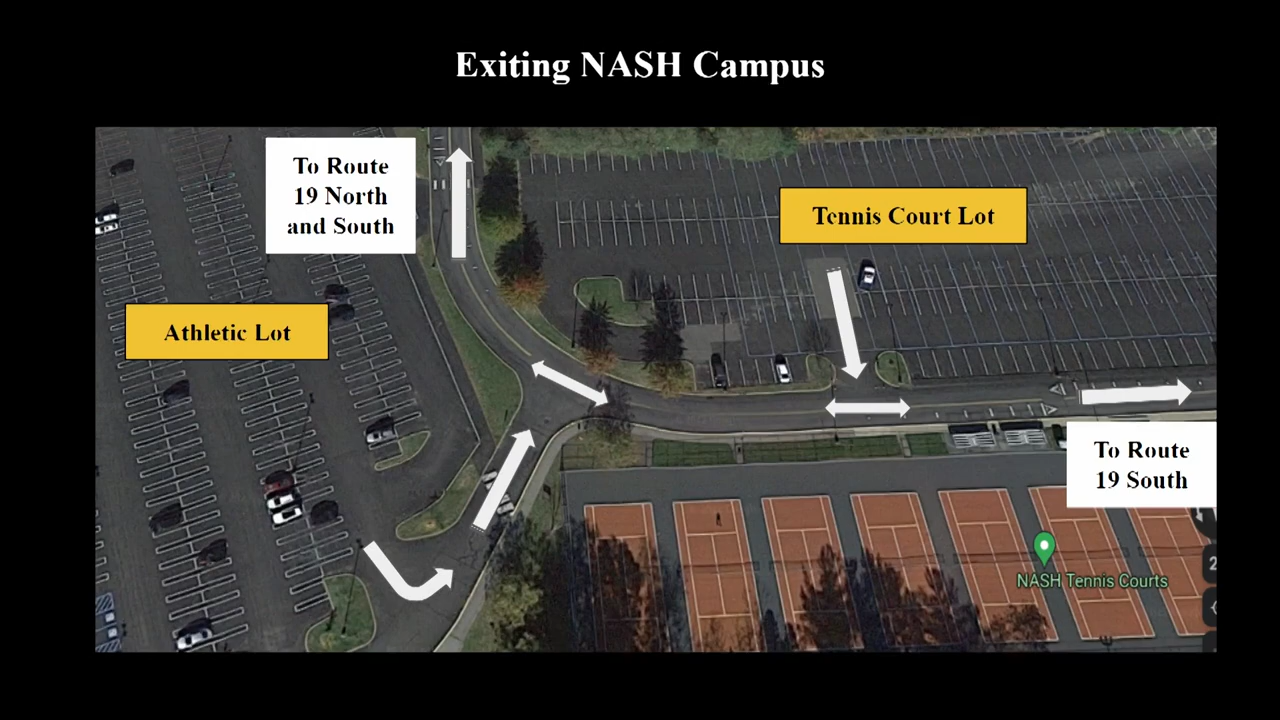 Exiting NASH Campus
To Route
19 North
and South
Tennis Court Lot
Athletic Lot
To Route
19 South
NASH Tennis Courts
2